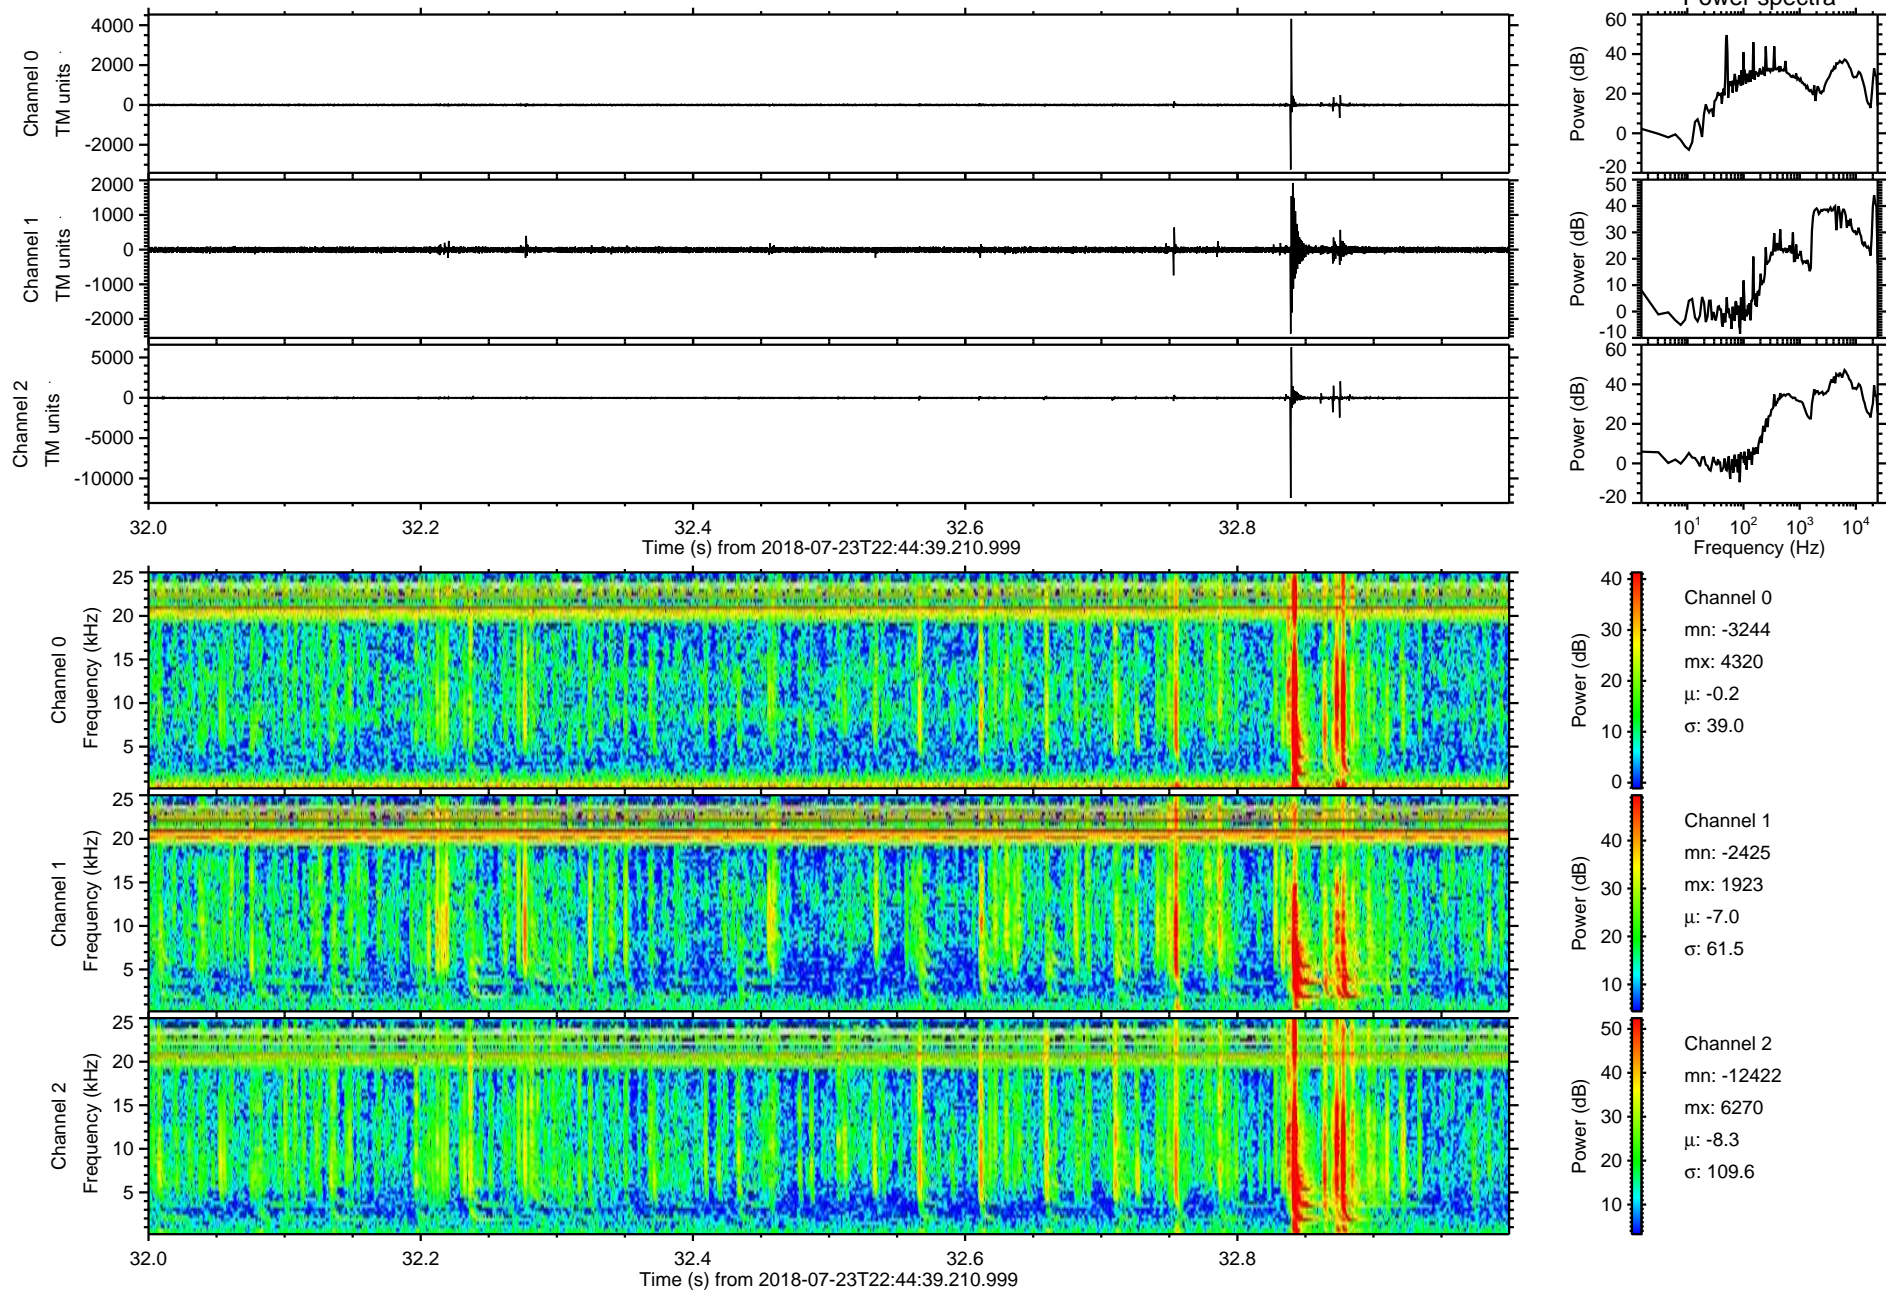 Power spectra
Channel 0
TM units
4000
2000
0
-2000
Power (dB)
60
40
20
0
-20
Channel 1
TM units
2000
1000
0
-1000
-2000
Power (dB)
50
40
30
20
10
0
-10
Channel 2
TM units
5000
0
-5000
-10000
Power (dB)
60
40
20
0
-20
32.0 32.2 32.4 32.6 32.8
Time (s) from 2018-07-23T22:44:39.210.999
10¹ 10² 10³ 10⁴
Frequency (Hz)
Channel 0
Frequency (kHz)
25
20
15
10
5
Power (dB)
40
30
20
10
0
Channel 0
mn: -3244
mx: 4320
µ: -0.2
σ: 39.0
Channel 1
Frequency (kHz)
25
20
15
10
5
Power (dB)
40
30
20
10
Channel 1
mn: -2425
mx: 1923
µ: -7.0
σ: 61.5
Channel 2
Frequency (kHz)
25
20
15
10
5
Power (dB)
50
40
30
20
10
Channel 2
mn: -12422
mx: 6270
µ: -8.3
σ: 109.6
32.0 32.2 32.4 32.6 32.8
Time (s) from 2018-07-23T22:44:39.210.999